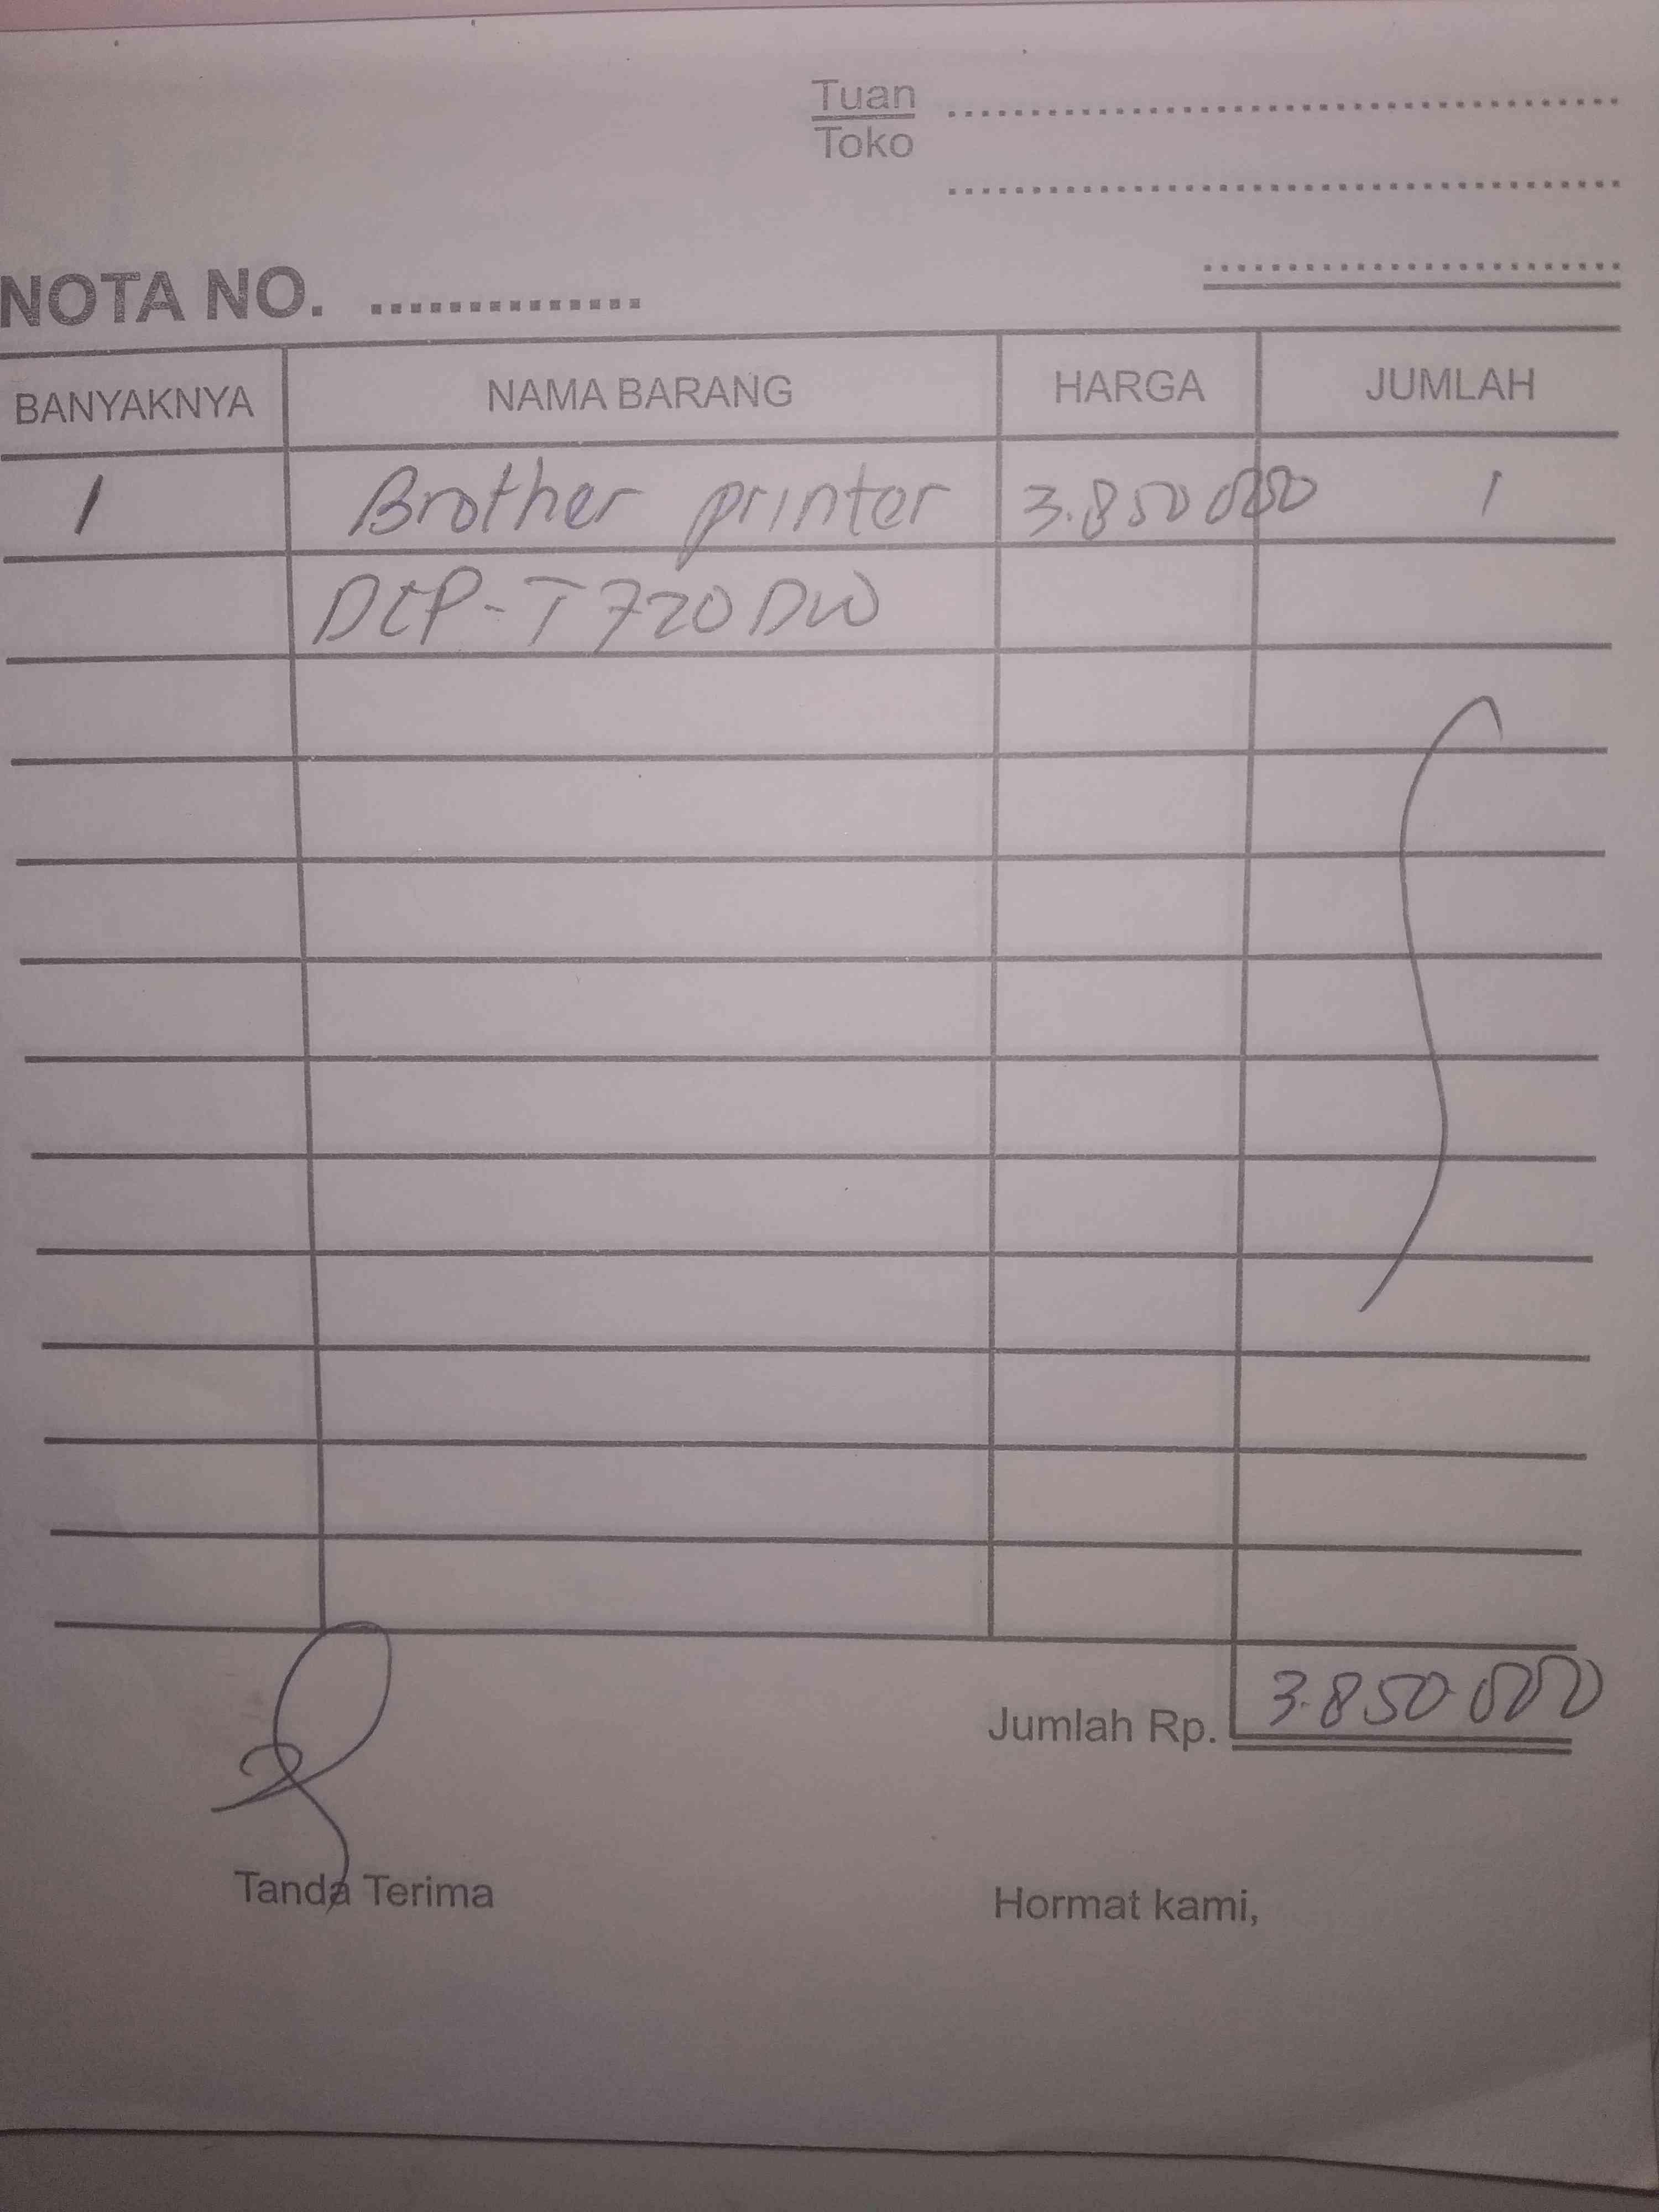 Tuan
Toko
NOTA NO. ..............
BANYAKNYA NAMA BARANG HARGA JUMLAH
1 Brother printer 3.850 000 1
DCP-T720DW
Jumlah Rp. 3.850 000
Tanda Terima Hormat kami,